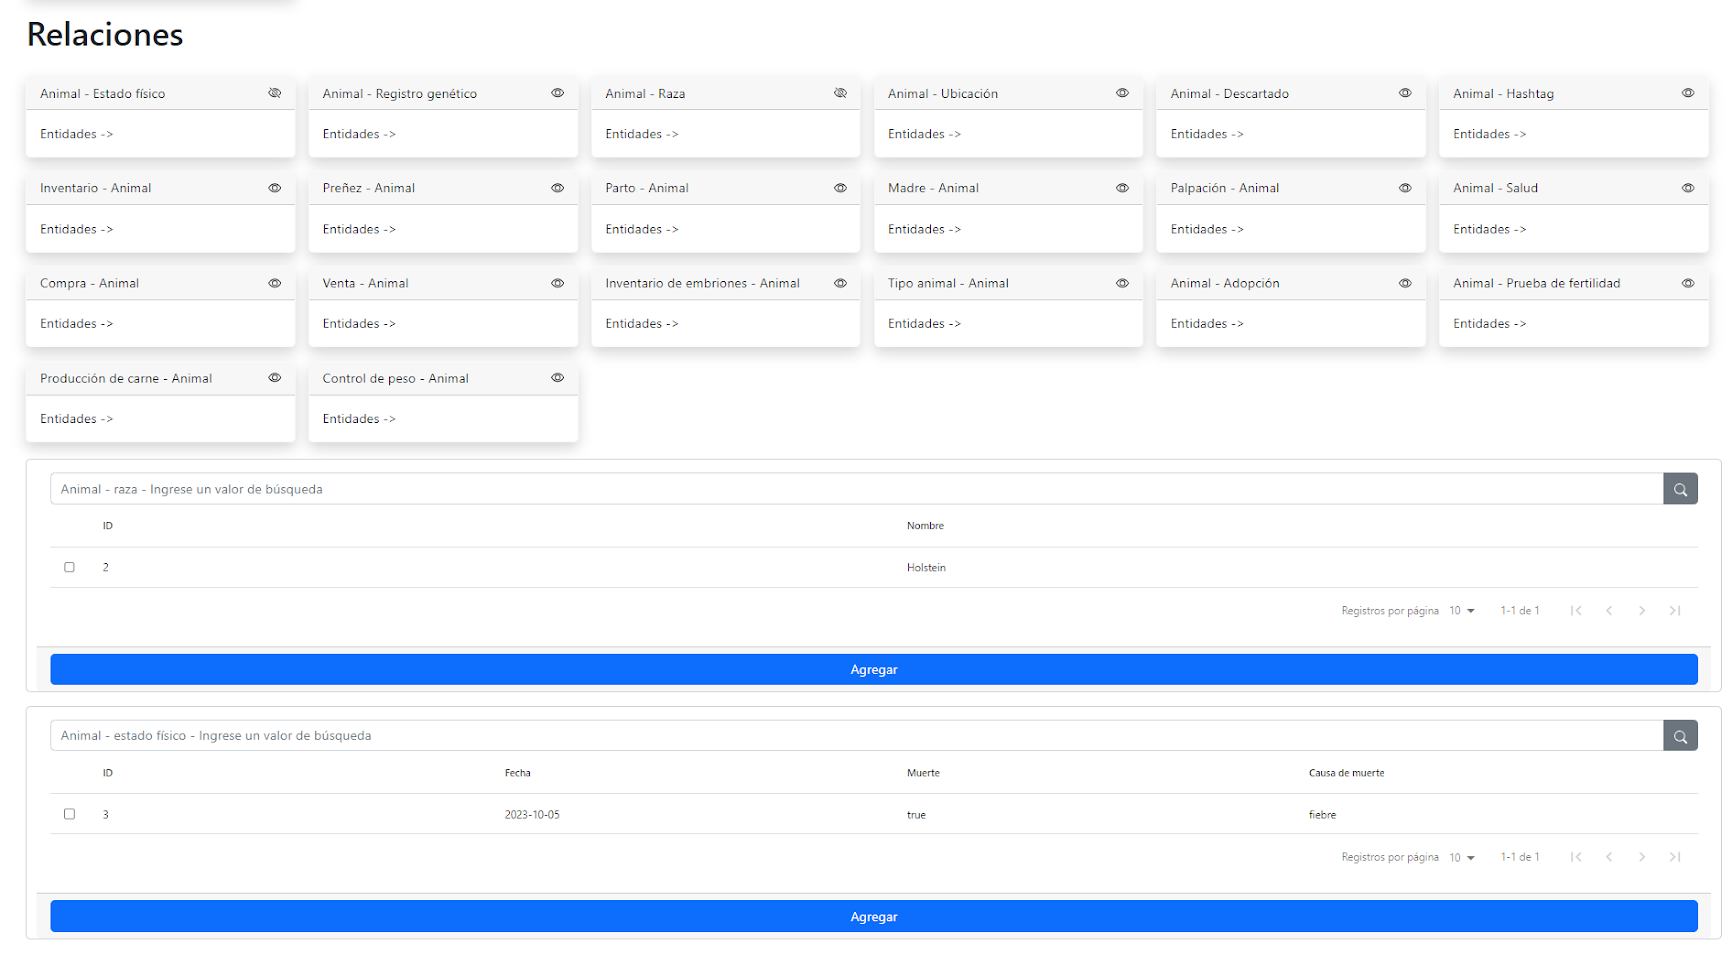 Relaciones
Animal - Estado físico
Animal - Registro genético
Animal - Raza
Animal - Ubicación
Animal - Descartado
Animal - Hashtag
Entidades ->
Entidades ->
Entidades ->
Entidades ->
Entidades ->
Entidades ->
Inventario - Animal
Preñez - Animal
Parto - Animal
Madre - Animal
Palpación - Animal
Animal - Salud
Entidades ->
Entidades ->
Entidades ->
Entidades ->
Entidades ->
Entidades ->
Compra - Animal
Venta - Animal
Inventario de embriones - Animal
Tipo animal - Animal
Animal - Adopción
Animal - Prueba de fertilidad
Entidades ->
Entidades ->
Entidades ->
Entidades ->
Entidades ->
Entidades ->
Producción de carne - Animal
Control de peso - Animal
Entidades ->
Entidades ->
Animal - raza - Ingrese un valor de búsqueda
ID Nombre
2 Holstein
Registros por página 10 1-1 de 1
Agregar
Animal - estado físico - Ingrese un valor de búsqueda
ID Fecha Muerte Causa de muerte
3 2023-10-05 true fiebre
Registros por página 10 1-1 de 1
Agregar